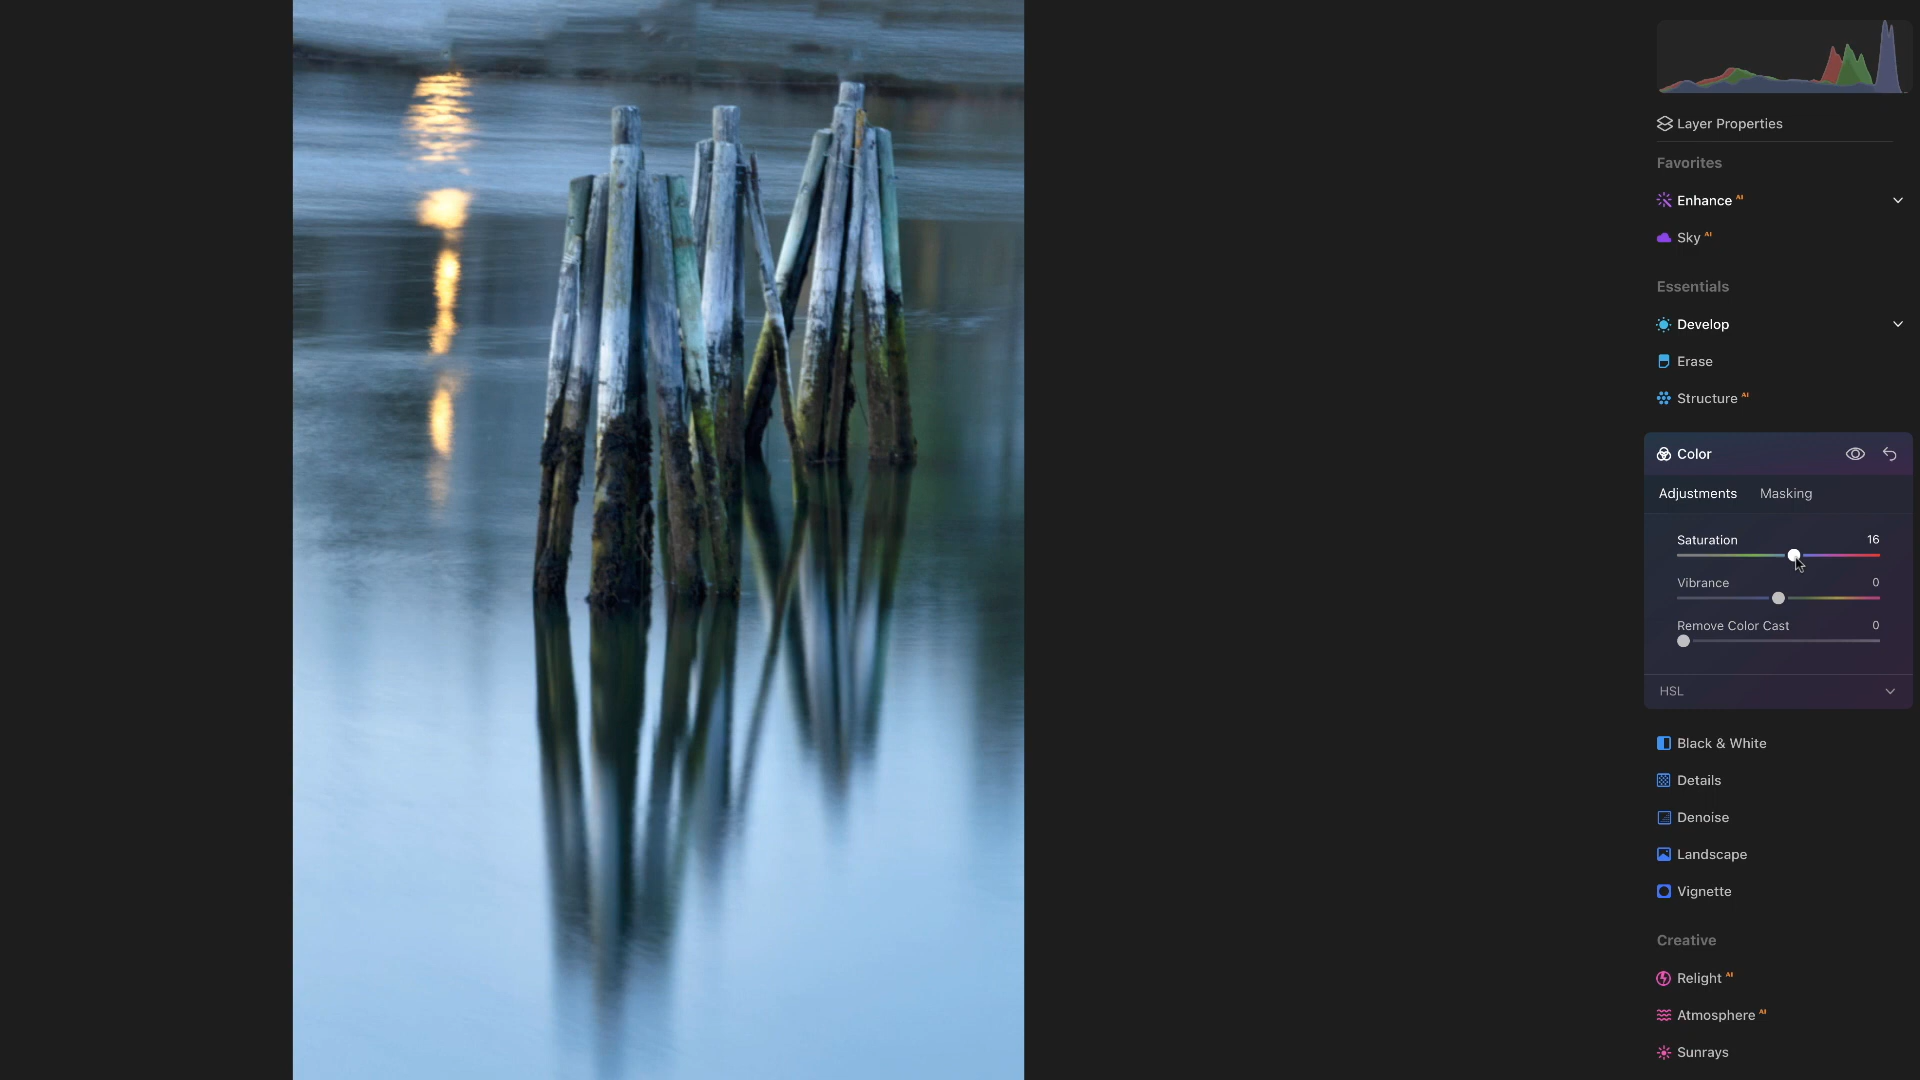 Layer Properties
Favorites
Enhance AI
Sky AI
Essentials
Develop
Erase
Structure AI
Color
Adjustments Masking
Saturation 16
Vibrance 0
Remove Color Cast 0
HSL
Black & White
Details
Denoise
Landscape
Vignette
Creative
Relight AI
Atmosphere AI
Sunrays